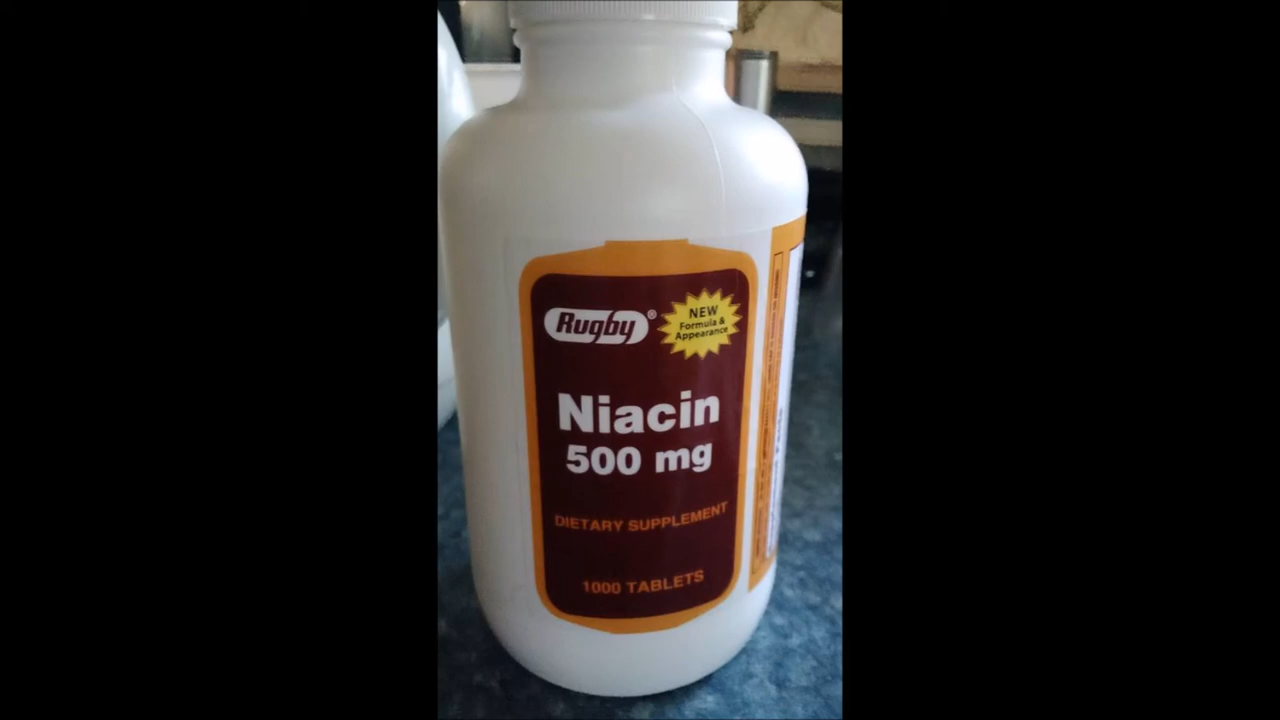 Rugby®
NEW
Formula &
Appearance
Niacin
500 mg
DIETARY SUPPLEMENT
1000 TABLETS